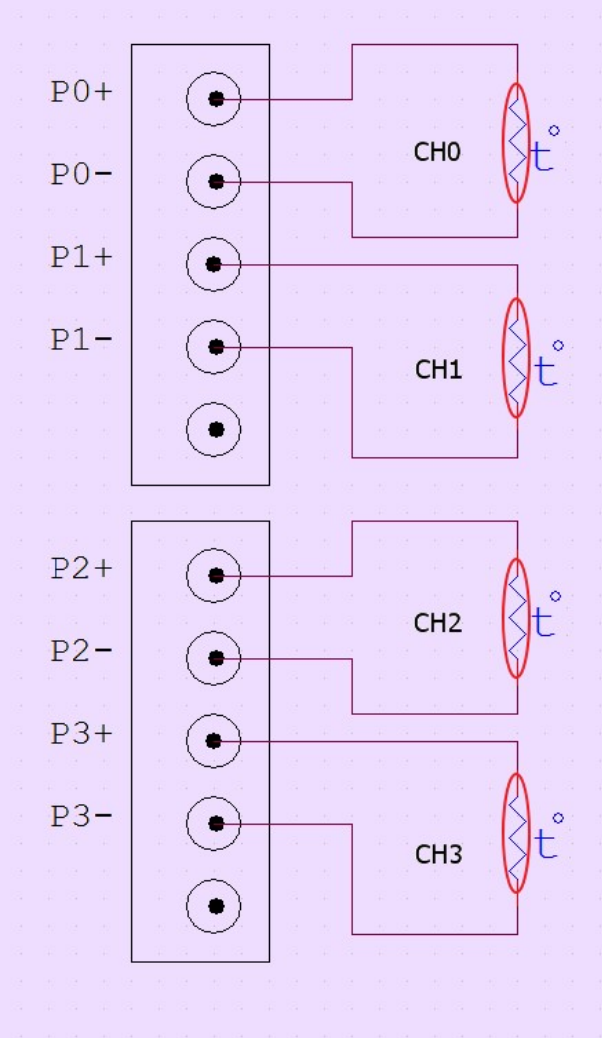 P0+
P0-
CH0
t°
P1+
P1-
CH1
t°
P2+
P2-
CH2
t°
P3+
P3-
CH3
t°